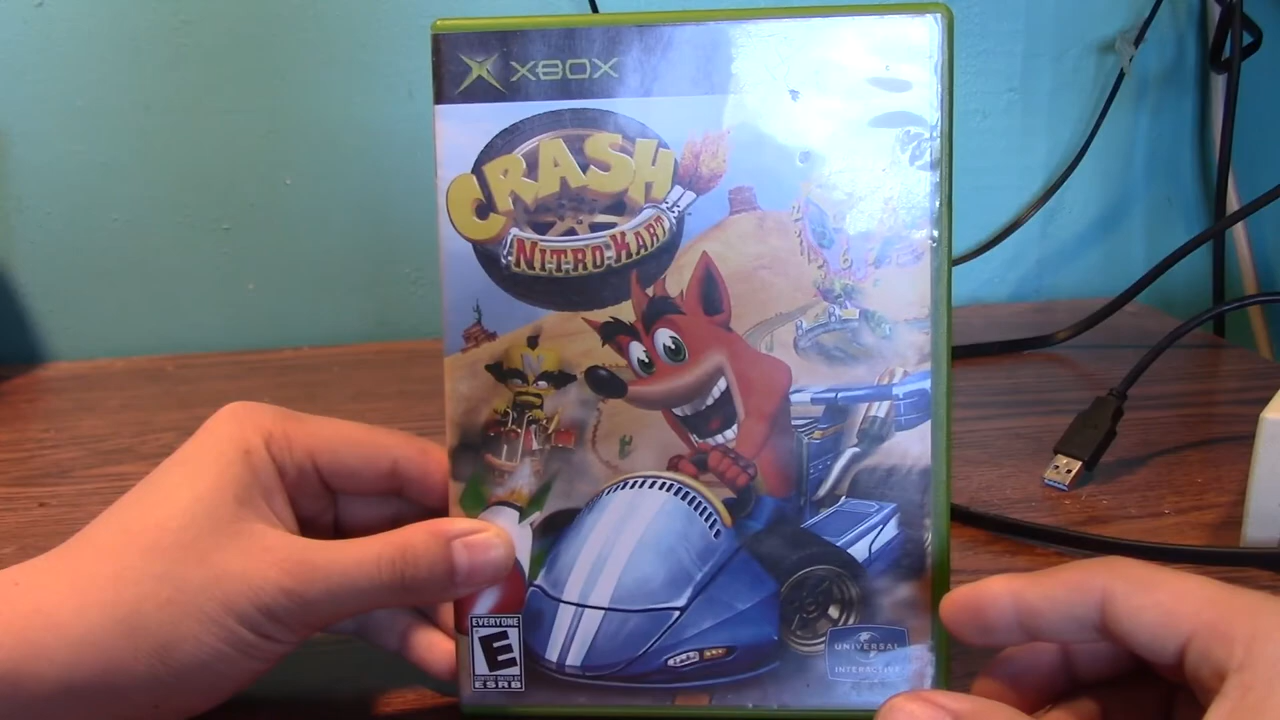 XBOX
CRASH
NITRO KART
N
EVERYONE
E
CONTENT RATED BY
ESRB
UNIVERSAL
INTERACTIVE